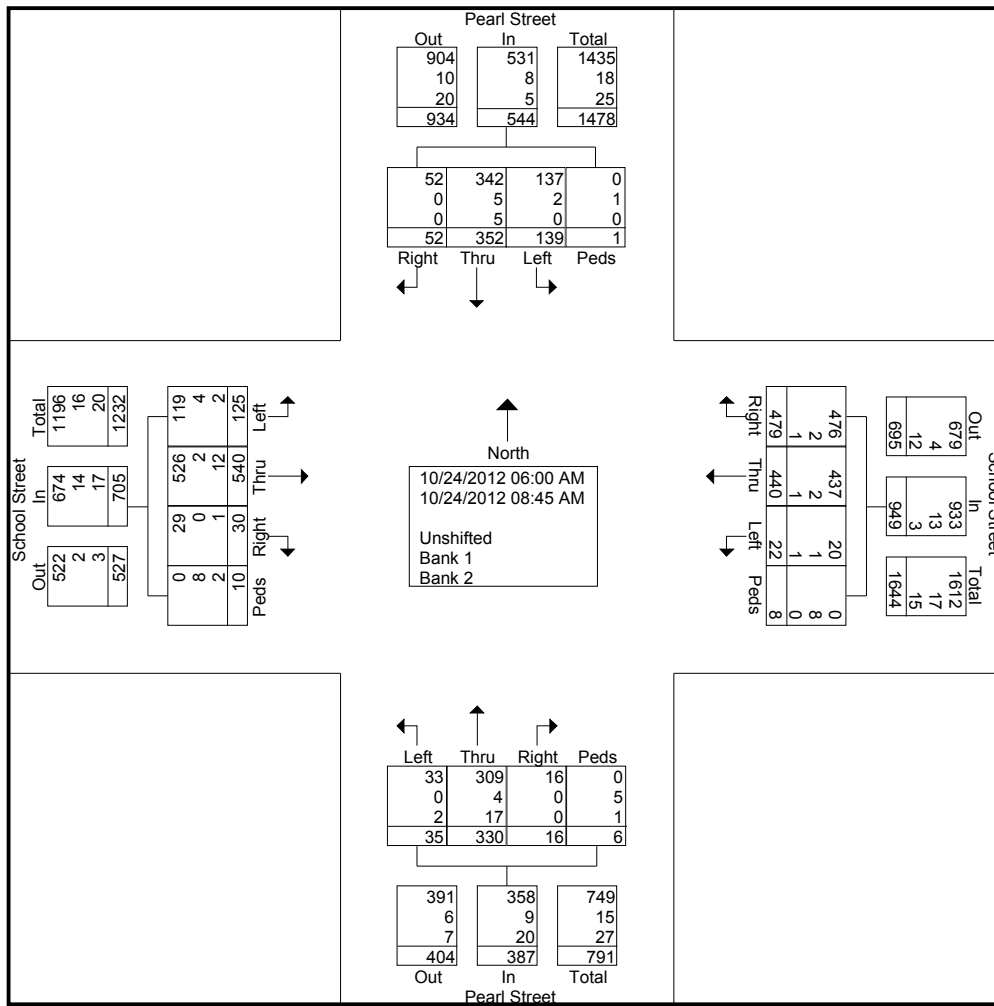 Pearl Street
Out In Total
904 531 1435
10 8 18
20 5 25
934 544 1478
52 342 137 0
0 5 2 1
0 5 0 0
52 352 139 1
Right Thru Left Peds
School Street
Total
1196
16
20
1232
In
674
14
17
705
Out
522
2
3
527
Left
119
4
2
125
Thru
526
2
12
540
Right
29
0
1
30
Peds
0
8
2
10
North
10/24/2012 06:00 AM
10/24/2012 08:45 AM
Unshifted
Bank 1
Bank 2
Right
476
2
1
479
Thru
437
2
1
440
Left
20
1
1
22
Peds
0
8
0
8
School Street
Out
679
4
12
695
In
933
13
3
949
Total
1612
17
15
1644
Left Thru Right Peds
33 309 16 0
0 4 0 5
2 17 0 1
35 330 16 6
391 358 749
6 9 15
7 20 27
404 387 791
Out In Total
Pearl Street